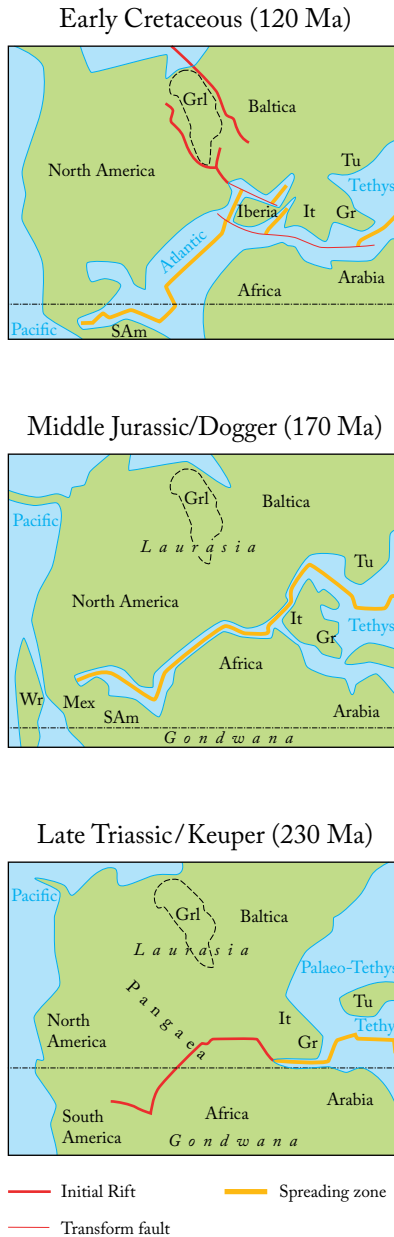 Early Cretaceous (120 Ma)
Grl
Baltica
North America
Tu
Tethys
Iberia
It
Gr
Atlantic
Arabia
Africa
Pacific
SAm
Middle Jurassic/Dogger (170 Ma)
Grl
Baltica
Pacific
Laurasia
Tu
North America
It
Tethys
Gr
Africa
Wr
Mex
SAm
Arabia
Gondwana
Late Triassic/Keuper (230 Ma)
Pacific
Grl
Baltica
Laurasia
Palaeo-Tethys
Pangaea
Tu
North
America
It
Tethy
Gr
South
America
Africa
Arabia
Gondwana
Initial Rift
Spreading zone
Transform fault